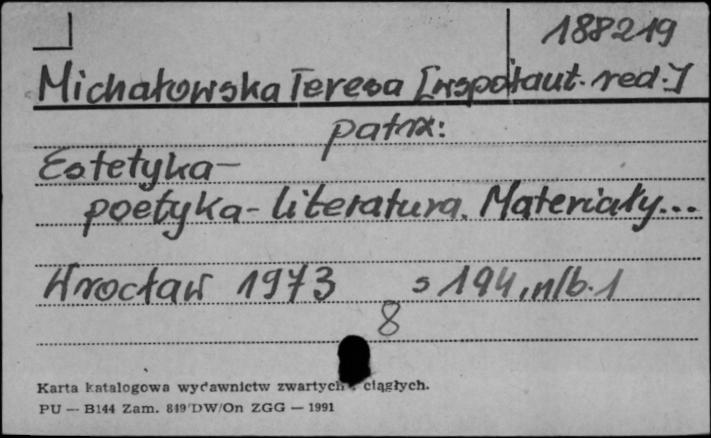 188219
Michałowska Teresa [współaut. red.]
patrz:
Estetyka-
poetyka-literatura. Materiały...
Wrocław 1973 s 194, nlb. 1
8
Karta katalogowa wydawnictw zwartych i ciągłych.
PU — B144 Zam. 819/DW/On ZGG — 1991